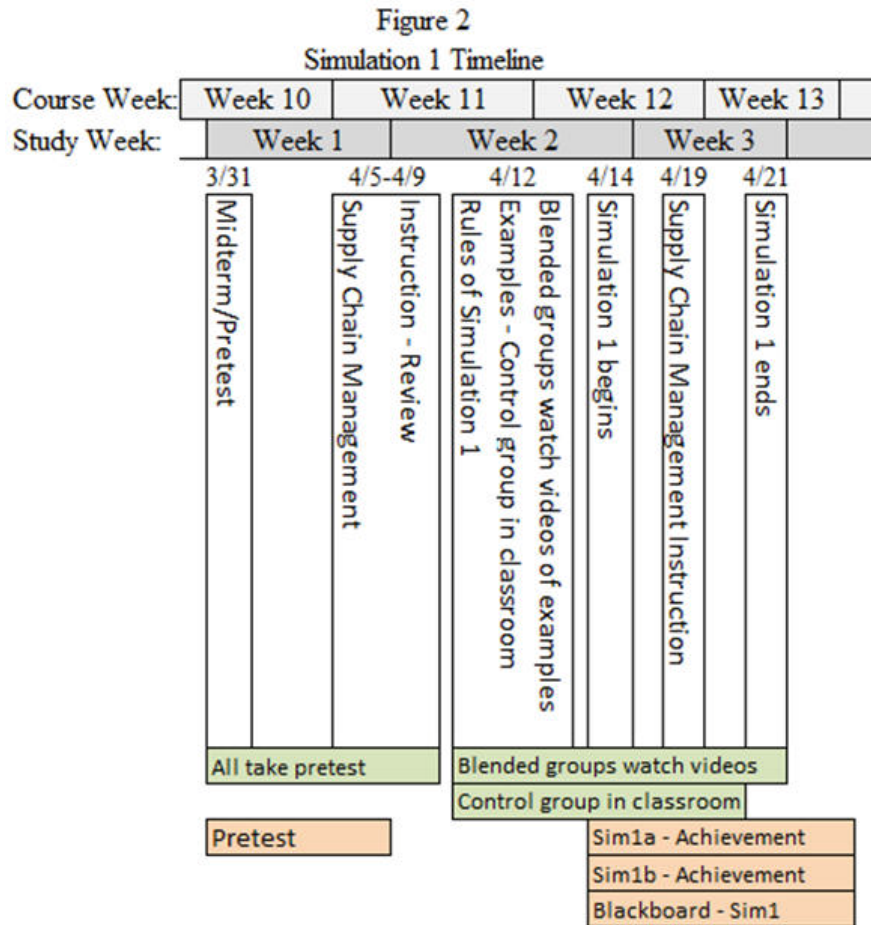 Figure 2
Simulation 1 Timeline
Course Week: Week 10 Week 11 Week 12 Week 13
Study Week: Week 1 Week 2 Week 3
3/31 4/5-4/9 4/12 4/14 4/19 4/21
Midterm/Pretest
Instruction - Review
Supply Chain Management
Blended groups watch videos of examples
Examples - Control group in classroom
Rules of Simulation 1
Simulation 1 begins
Supply Chain Management Instruction
Simulation 1 ends
All take pretest
Blended groups watch videos
Control group in classroom
Pretest
Sim1a - Achievement
Sim1b - Achievement
Blackboard - Sim1